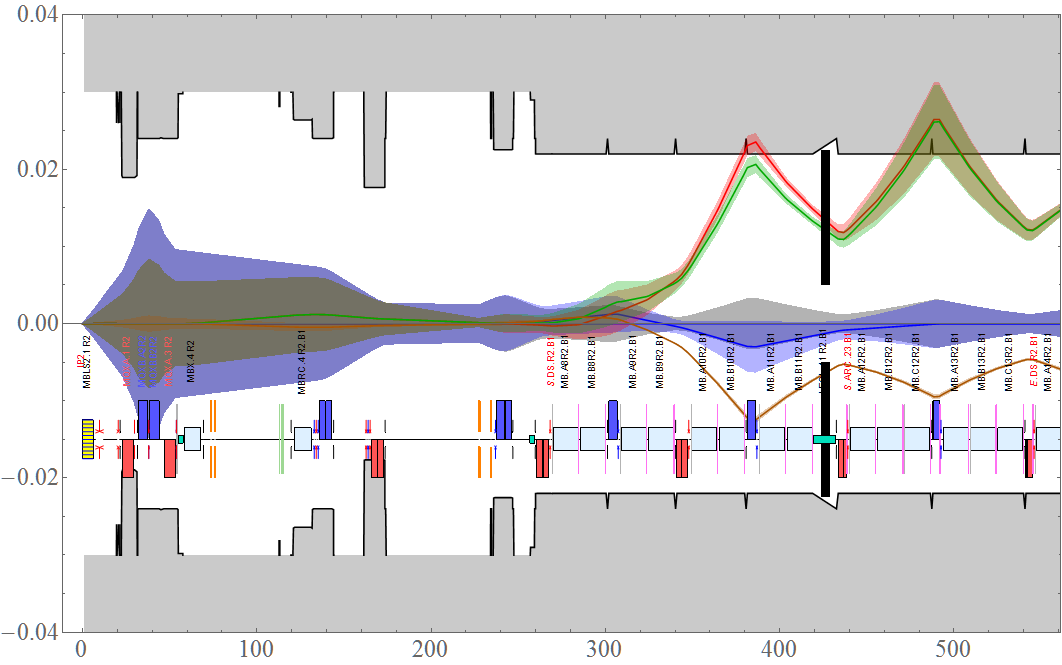 0.04
0.02
0.00
−0.02
−0.04
0
100
200
300
400
500
IP2
MBLS2.1 R2
MBX.4 R2
MBRC.4 R2.B1
S.DS.R2.B1
MB.A8R2.B1
MB.B8R2.B1
MB.A9R2.B1
MB.B9R2.B1
MB.A10R2.B1
MB.B10R2.B1
MB.A11R2.B1
MB.B11R2.B1
S.ARC.23.B1
MB.A12R2.B1
MB.B12R2.B1
MB.C12R2.B1
MB.A13R2.B1
MB.B13R2.B1
MB.C13R2.B1
E.DS.R2.B1
MB.A14R2.B1